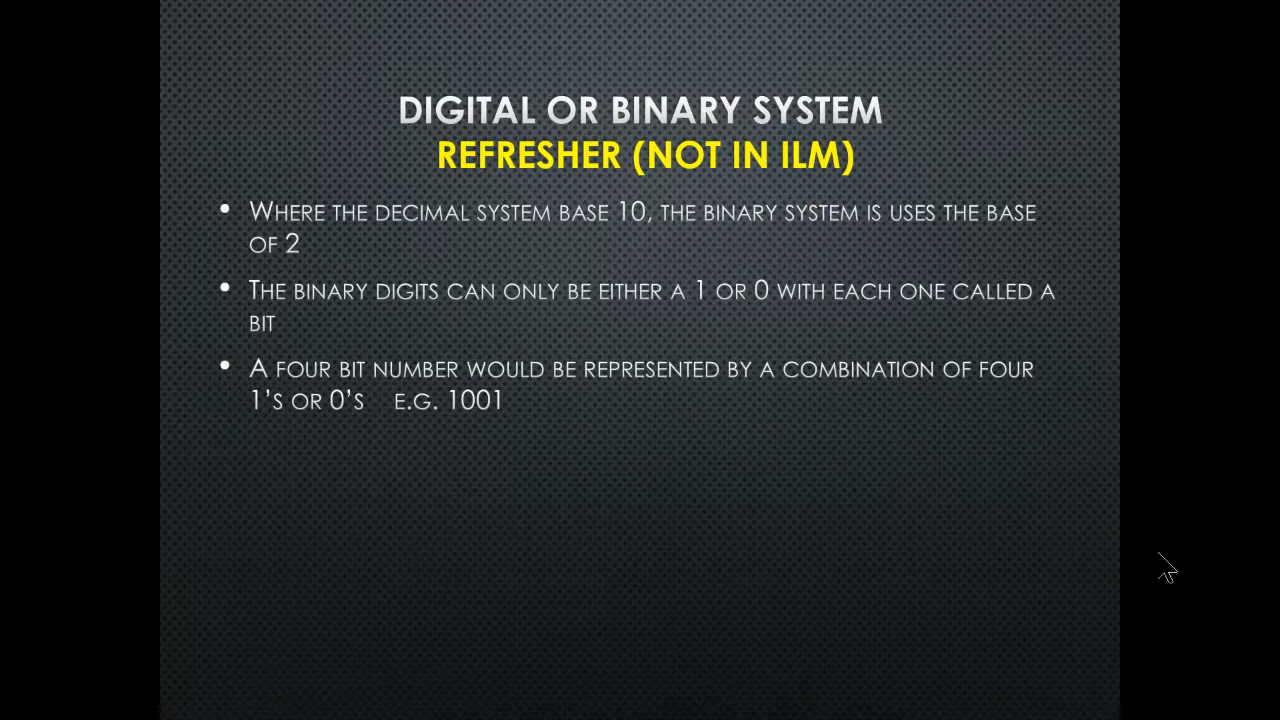 DIGITAL OR BINARY SYSTEM
REFRESHER (NOT IN ILM)
• WHERE THE DECIMAL SYSTEM BASE 10, THE BINARY SYSTEM IS USES THE BASE
OF 2
• THE BINARY DIGITS CAN ONLY BE EITHER A 1 OR 0 WITH EACH ONE CALLED A
BIT
• A FOUR BIT NUMBER WOULD BE REPRESENTED BY A COMBINATION OF FOUR
1'S OR 0'S E.G. 1001